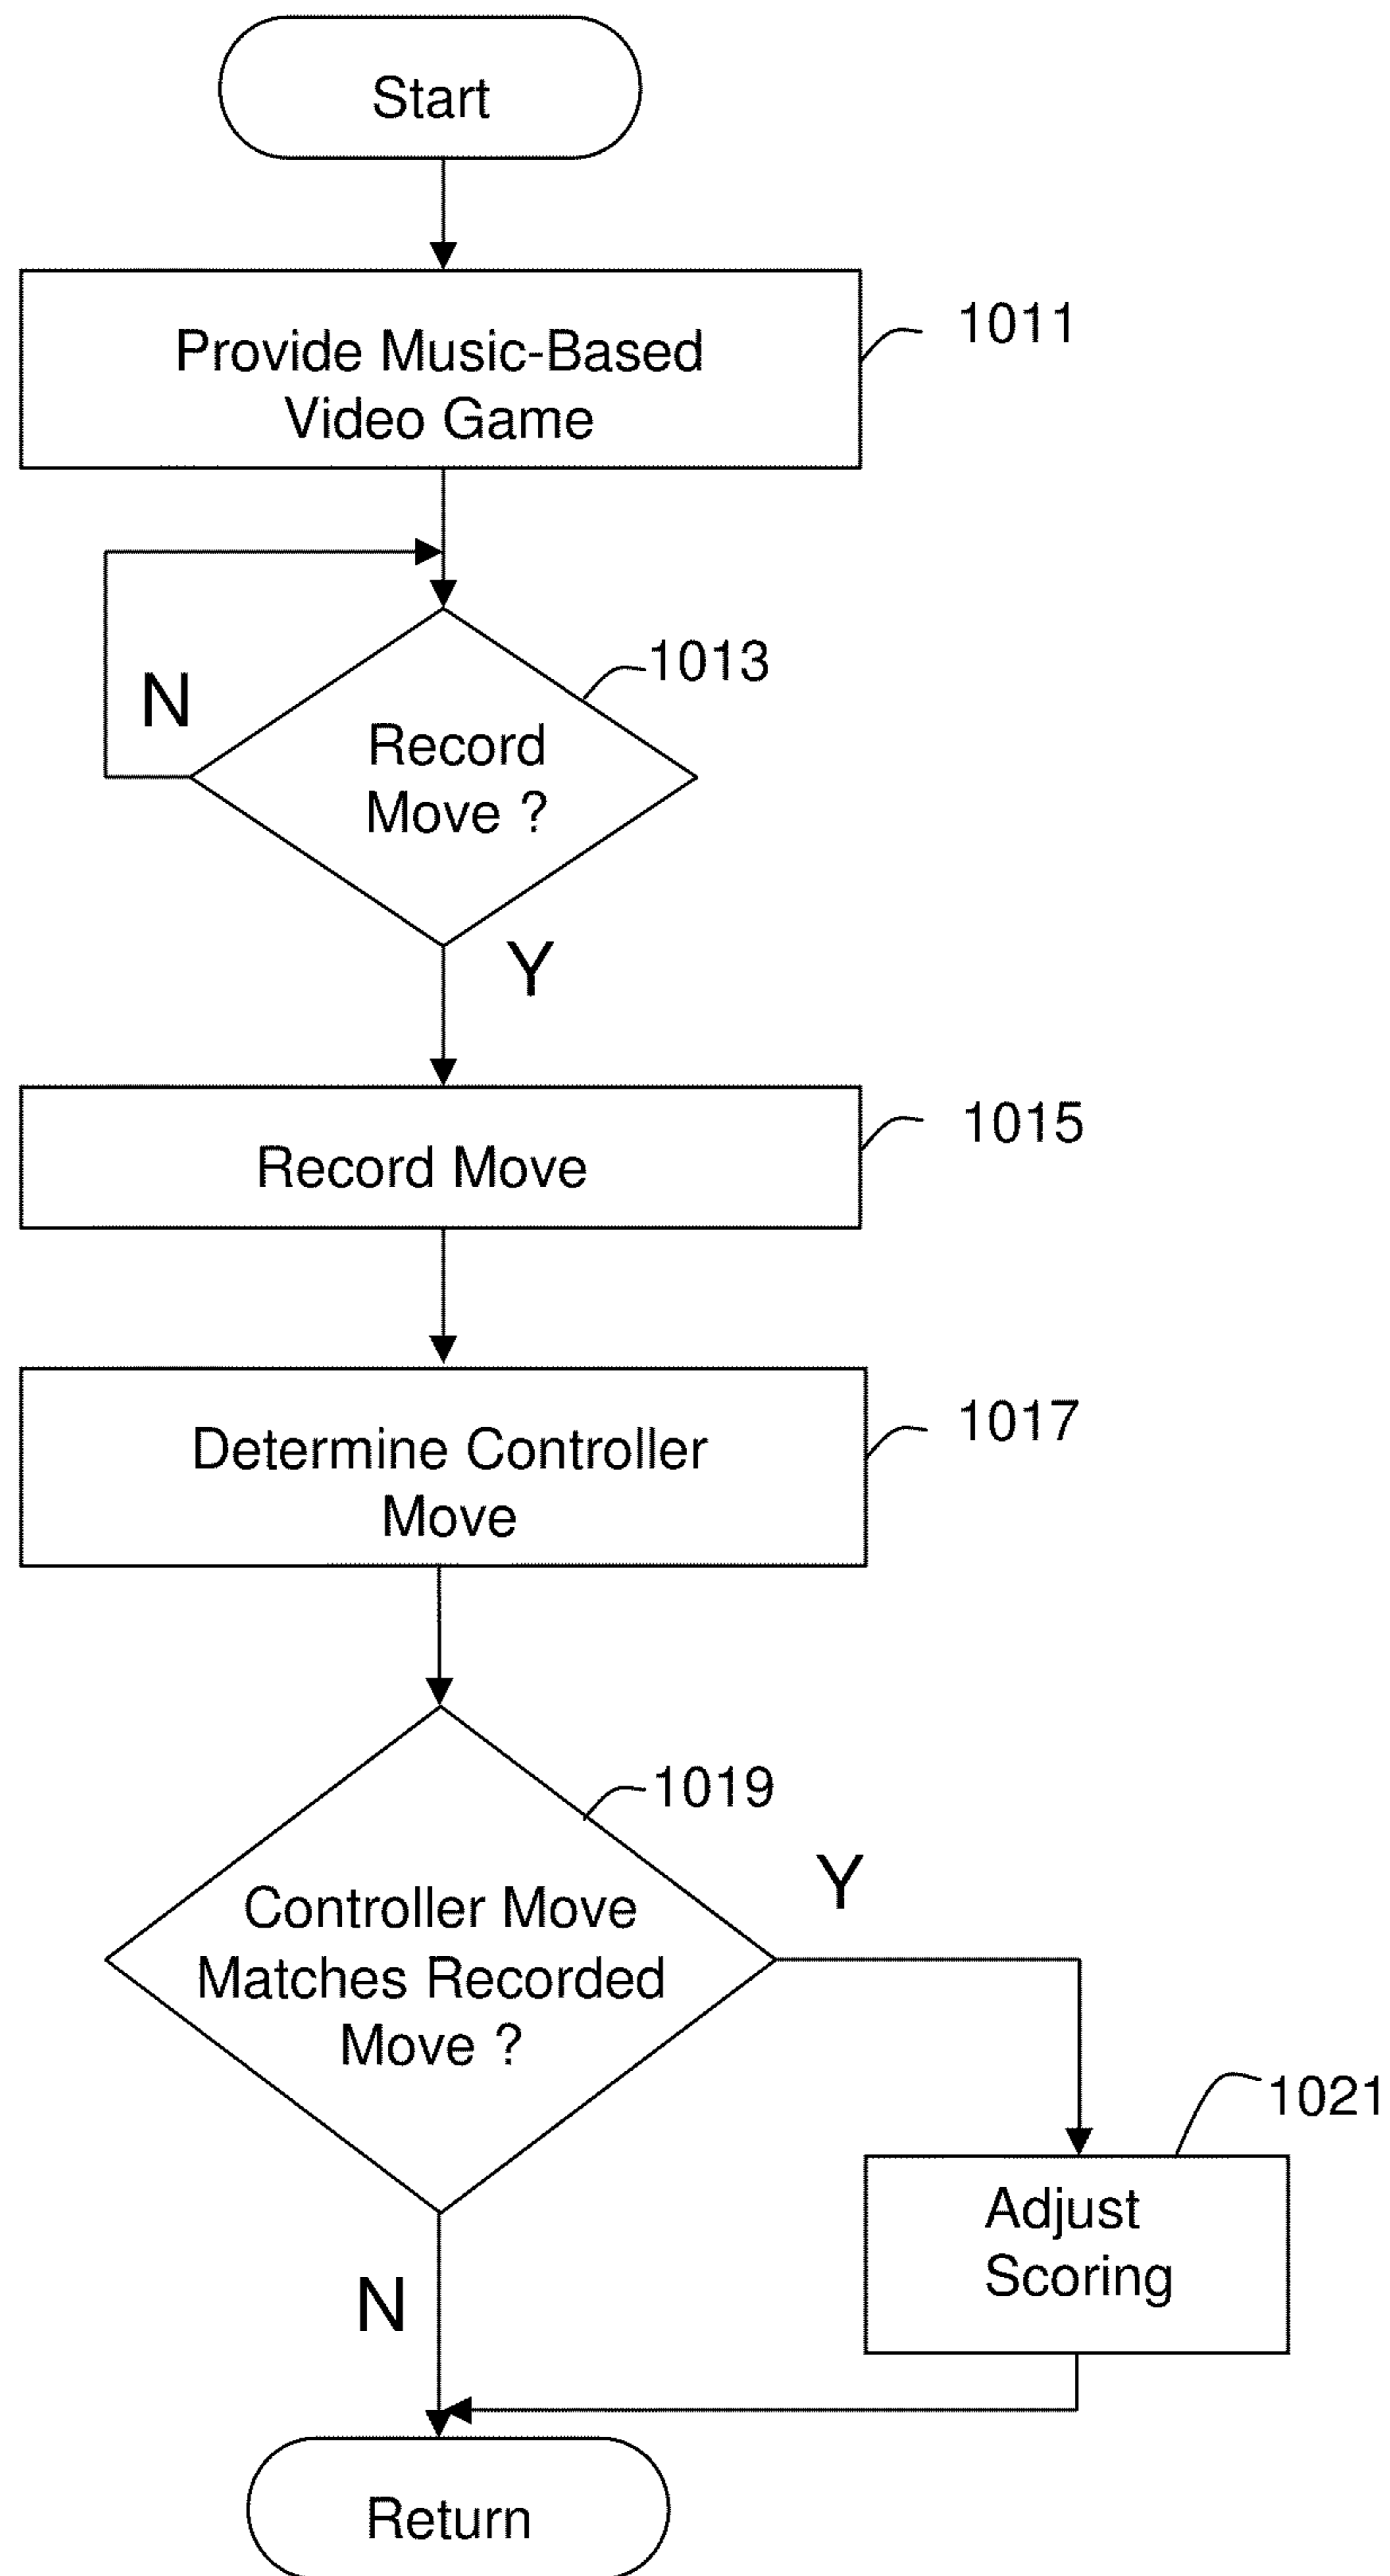 Start
Provide Music-Based
Video Game
1011
1013
N
Record
Move ?
Y
Record Move
1015
Determine Controller
Move
1017
1019
Y
Controller Move
Matches Recorded
Move ?
1021
Adjust
Scoring
N
Return